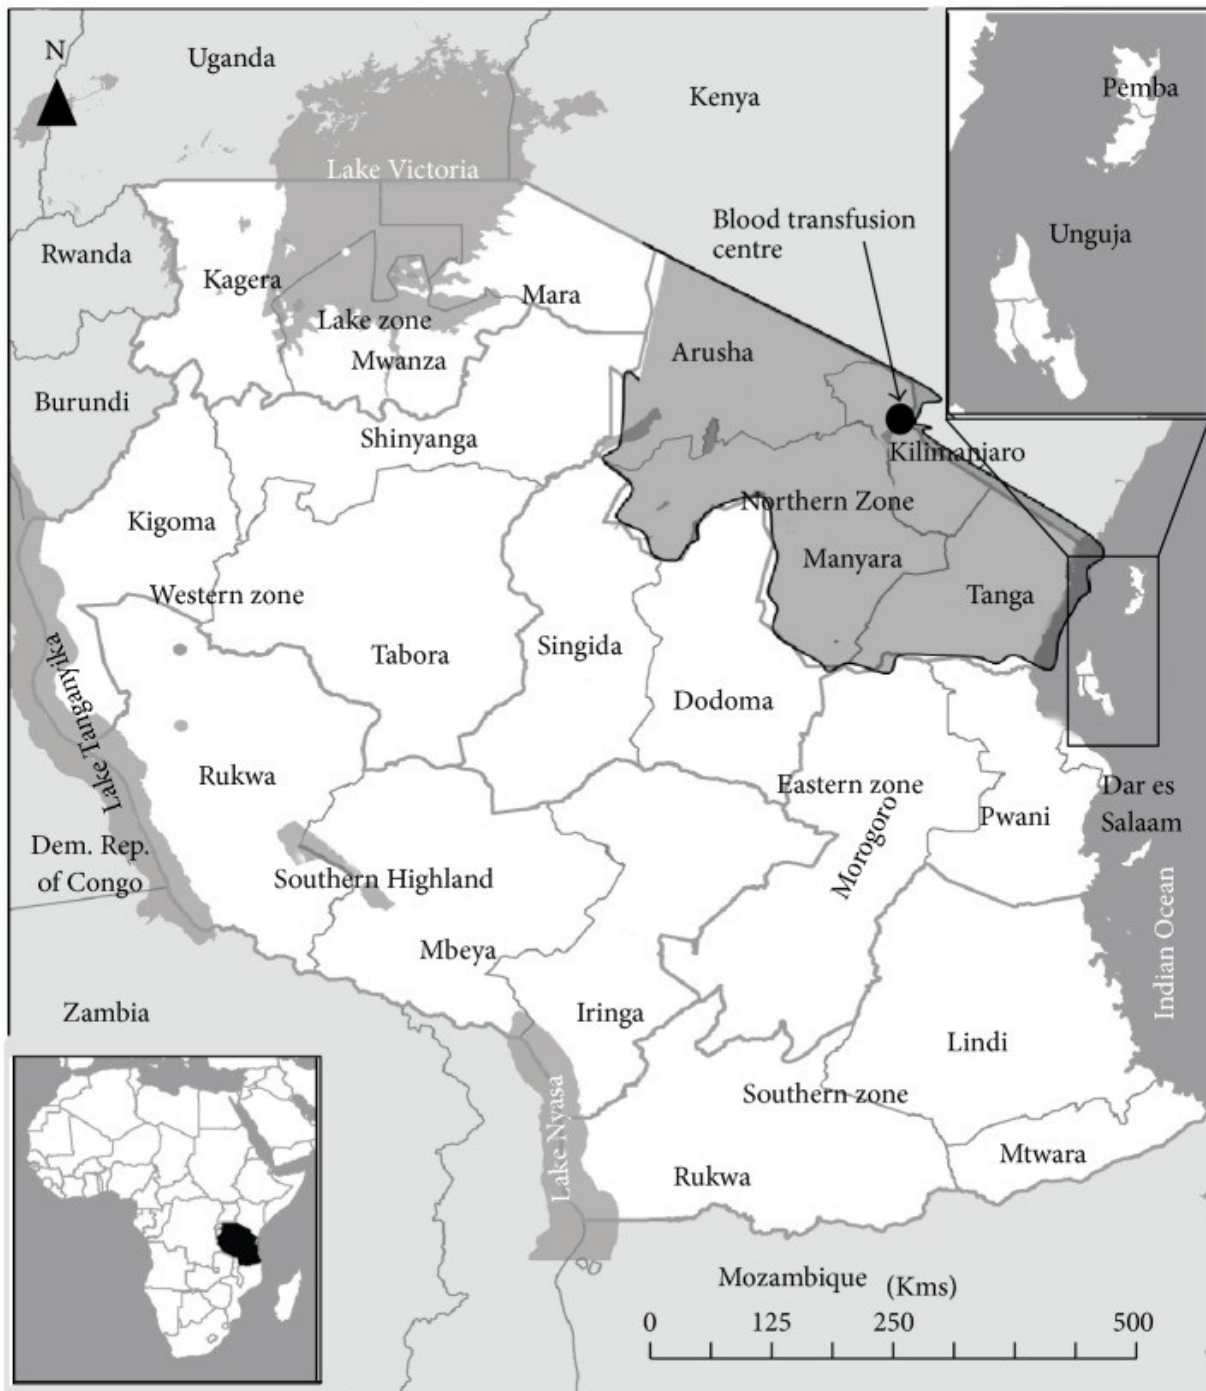 N
Uganda
Kenya
Pemba
Lake Victoria
Blood transfusion
centre
Unguja
Rwanda
Kagera
Mara
Lake zone
Mwanza
Arusha
Burundi
Shinyanga
Kilimanjaro
Kigoma
Northern Zone
Manyara
Western zone
Tanga
Tabora
Singida
Dodoma
Lake Tanganyika
Rukwa
Eastern zone
Dar es
Salaam
Pwani
Morogoro
Dem. Rep.
of Congo
Southern Highland
Mbeya
Indian Ocean
Zambia
Iringa
Lindi
Southern zone
Lake Nyasa
Mtwara
Rukwa
Mozambique
(Kms)
0 125 250 500